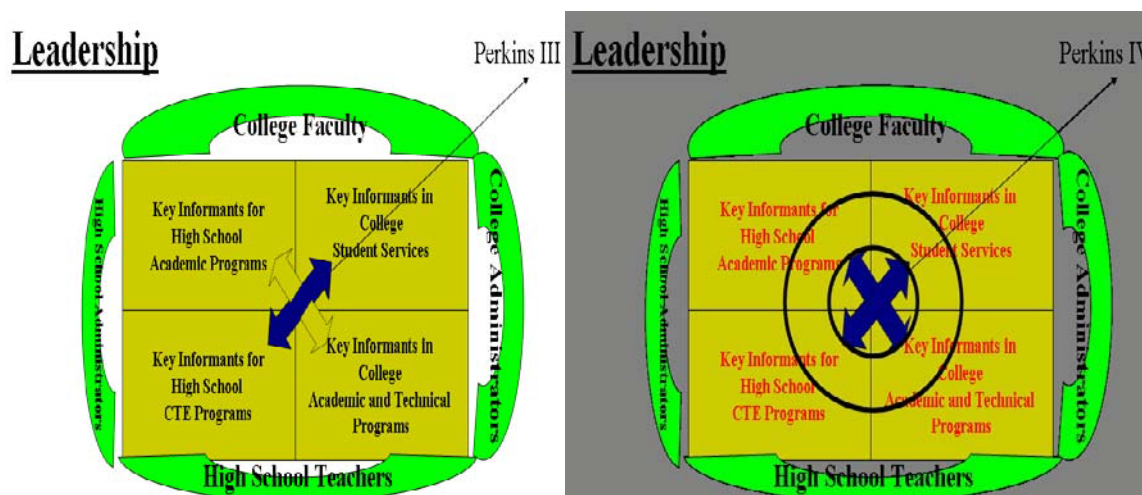 Leadership
Perkins III
College Faculty
High School Administrators
Key Informants for
High School
Academic Programs
Key Informants in
College
Student Services
College Administrators
Key Informants for
High School
CTE Programs
Key Informants in
College
Academic and Technical
Programs
High School Teachers
Leadership
Perkins IV
College Faculty
High School Administrators
Key Informants for
High School
Academic Programs
Key Informants in
College
Student Services
College Administrators
Key Informants for
High School
CTE Programs
Key Informants in
College
Academic and Technical
Programs
High School Teachers